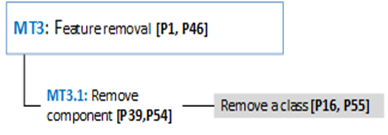 MT3: Feature removal [P1, P46]
MT3.1: Remove
component [P39,P54]
Remove a class [P16, P55]